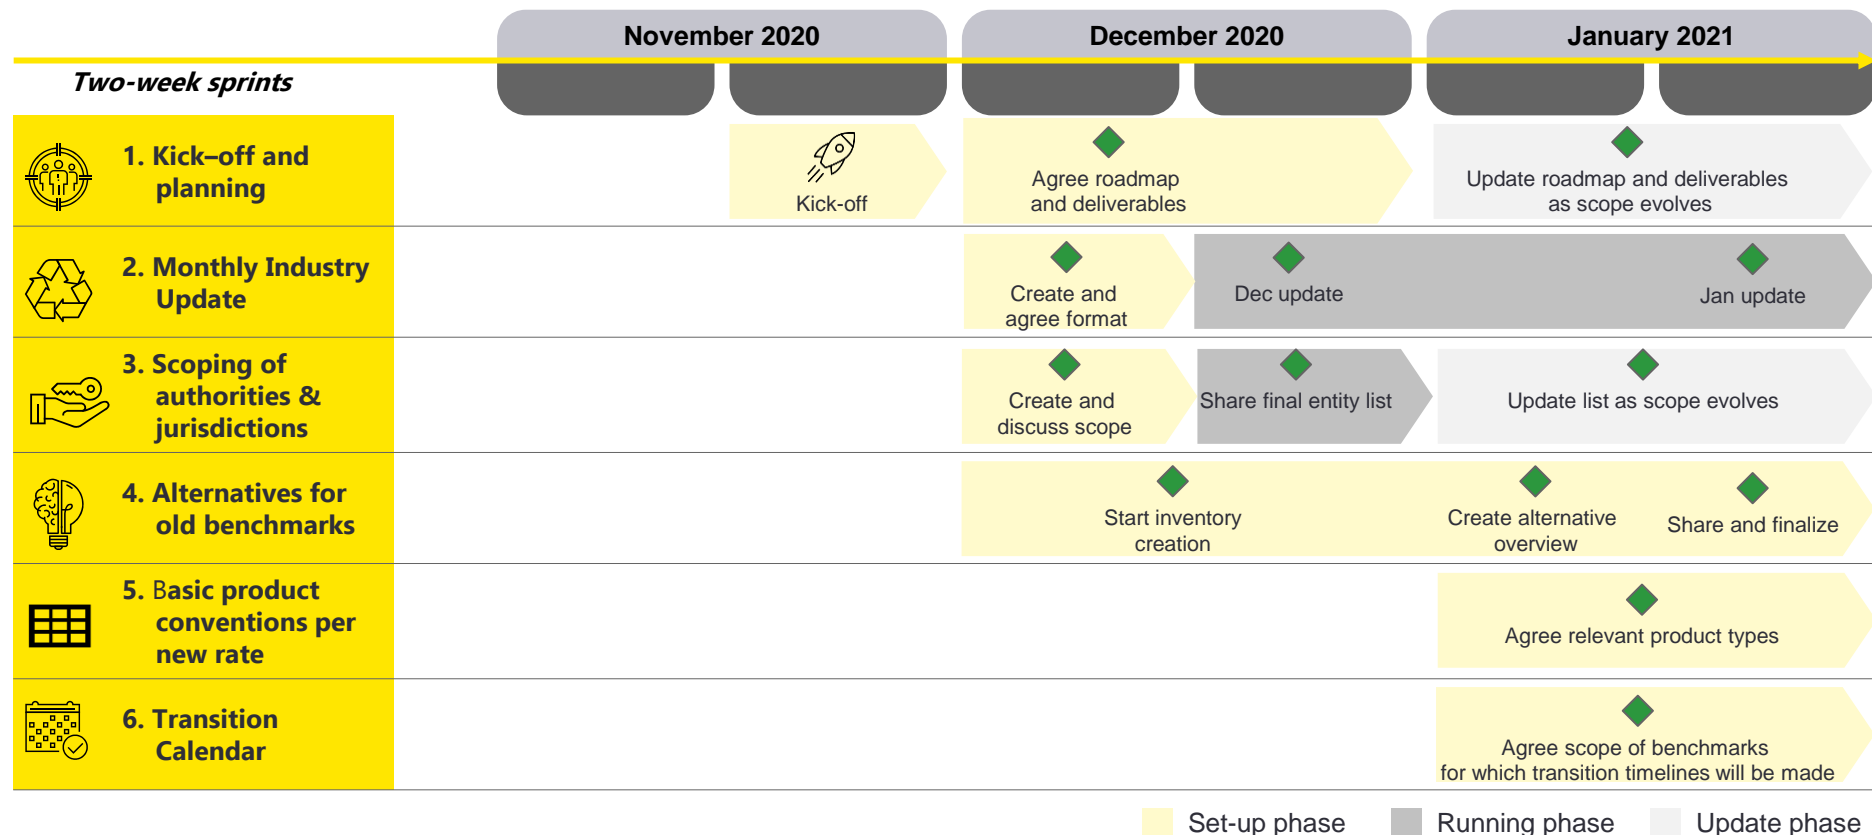 November 2020
December 2020
January 2021
Two-week sprints
1. Kick–off and
planning
Kick-off
Agree roadmap
and deliverables
Update roadmap and deliverables
as scope evolves
2. Monthly Industry
Update
Create and
agree format
Dec update
Jan update
3. Scoping of
authorities &
jurisdictions
Create and
discuss scope
Share final entity list
Update list as scope evolves
4. Alternatives for
old benchmarks
Start inventory
creation
Create alternative
overview
Share and finalize
5. Basic product
conventions per
new rate
Agree relevant product types
6. Transition
Calendar
Agree scope of benchmarks
for which transition timelines will be made
Set-up phase
Running phase
Update phase